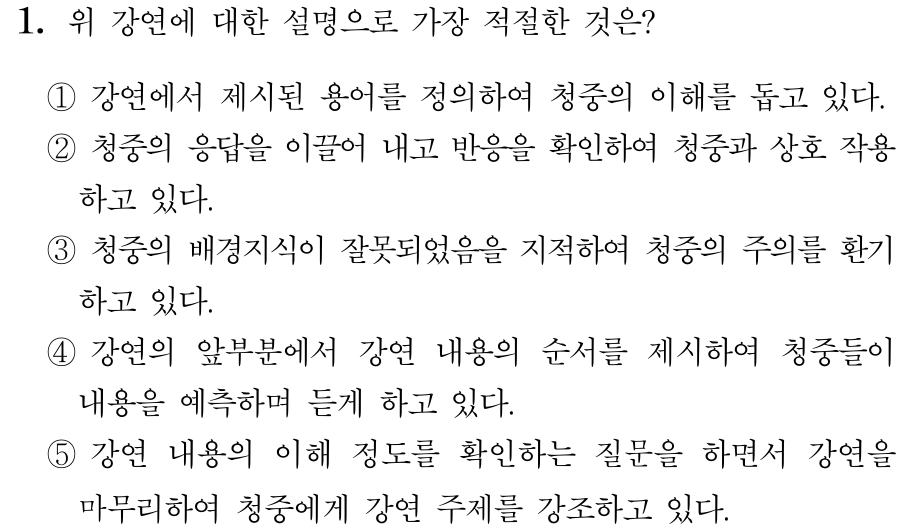 1. 위 강연에 대한 설명으로 가장 적절한 것은?
① 강연에서 제시된 용어를 정의하여 청중의 이해를 돕고 있다.
② 청중의 응답을 이끌어 내고 반응을 확인하여 청중과 상호 작용
하고 있다.
③ 청중의 배경지식이 잘못되었음을 지적하여 청중의 주의를 환기
하고 있다.
④ 강연의 앞부분에서 강연 내용의 순서를 제시하여 청중들이
내용을 예측하며 듣게 하고 있다.
⑤ 강연 내용의 이해 정도를 확인하는 질문을 하면서 강연을
마무리하여 청중에게 강연 주제를 강조하고 있다.